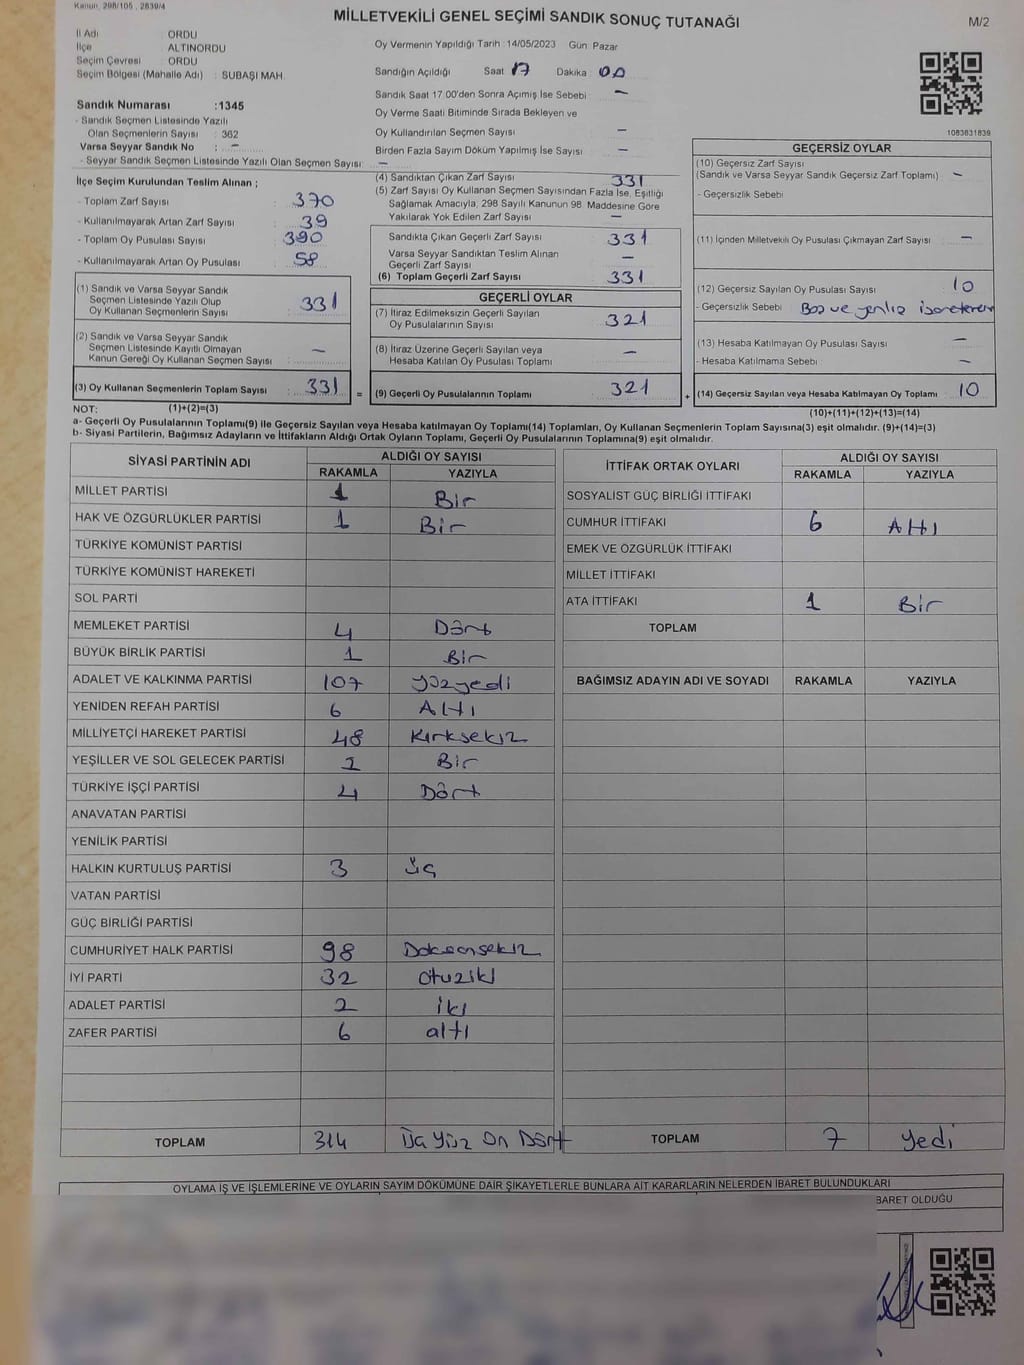 Kanun, 298/105 , 2839/4
MİLLETVEKİLİ GENEL SEÇİMİ SANDIK SONUÇ TUTANAĞI
M/2
İl Adı : ORDU
İlçe : ALTINORDU
Seçim Çevresi : ORDU
Seçim Bölgesi (Mahalle Adı) : SUBAŞI MAH.
Sandık Numarası :1345
- Sandık Seçmen Listesinde Yazılı
Olan Seçmenlerin Sayısı : 362
Varsa Seyyar Sandık No : –
- Seyyar Sandık Seçmen Listesinde Yazılı Olan Seçmen Sayısı: –
Oy Vermenin Yapıldığı Tarih :14/05/2023 Gün Pazar
Sandığın Açıldığı Saat 17 Dakika : 00
Sandık Saat 17:00'den Sonra Açımış İse Sebebi : –
Oy Verme Saati Bitiminde Sırada Bekleyen ve
Oy Kullandırılan Seçmen Sayısı : –
Birden Fazla Sayım Döküm Yapılmış İse Sayısı : –
1083831839
İlçe Seçim Kurulundan Teslim Alınan ;
- Toplam Zarf Sayısı : 370
- Kullanılmayarak Artan Zarf Sayısı : 39
- Toplam Oy Pusulası Sayısı : 390
- Kullanılmayarak Artan Oy Pusulası : 58
(4) Sandıktan Çıkan Zarf Sayısı : 331
(5) Zarf Sayısı Oy Kullanan Seçmen Sayısından Fazla İse, Eşitliği
Sağlamak Amacıyla, 298 Sayılı Kanunun 98. Maddesine Göre
Yakılarak Yok Edilen Zarf Sayısı : –
Sandıkta Çıkan Geçerli Zarf Sayısı : 331
Varsa Seyyar Sandıktan Teslim Alınan
Geçerli Zarf Sayısı : –
(6) Toplam Geçerli Zarf Sayısı : 331
GEÇERSİZ OYLAR
(10) Geçersiz Zarf Sayısı
(Sandık ve Varsa Seyyar Sandık Geçersiz Zarf Toplamı) : –
- Geçersizlik Sebebi
(11) İçinden Milletvekili Oy Pusulası Çıkmayan Zarf Sayısı : –
(12) Geçersiz Sayılan Oy Pusulası Sayısı : 10
- Geçersizlik Sebebi : Boş ve yanlış
(13) Hesaba Katılmayan Oy Pusulası Sayısı : –
- Hesaba Katılmama Sebebi : –
(14) Geçersiz Sayılan veya Hesaba Katılmayan Oy Toplamı : 10
(10)+(11)+(12)+(13)=(14)
(1) Sandık ve Varsa Seyyar Sandık
Seçmen Listesinde Yazılı Olup
Oy Kullanan Seçmenlerin Sayısı : 331
(2) Sandık ve Varsa Seyyar Sandık
Seçmen Listesinde Kayıtlı Olmayan
Kanun Gereği Oy Kullanan Seçmen Sayısı : –
(3) Oy Kullanan Seçmenlerin Toplam Sayısı : 331 =
(1)+(2)=(3)
GEÇERLİ OYLAR
(7) İtiraz Edilmeksizin Geçerli Sayılan
Oy Pusulalarının Sayısı : 321
(8) İtiraz Üzerine Geçerli Sayılan veya
Hesaba Katılan Oy Pusulası Toplamı : –
(9) Geçerli Oy Pusulalarının Toplamı : 321 +
NOT:
a- Geçerli Oy Pusulalarının Toplamı(9) ile Geçersiz Sayılan veya Hesaba katılmayan Oy Toplamı(14) Toplamları, Oy Kullanan Seçmenlerin Toplam Sayısına(3) eşit olmalıdır. (9)+(14)=(3)
b- Siyasi Partilerin, Bağımsız Adayların ve İttifakların Aldığı Ortak Oyların Toplamı, Geçerli Oy Pusulalarının Toplamına(9) eşit olmalıdır.
SİYASİ PARTİNİN ADI ALDIĞI OY SAYISI
RAKAMLA YAZIYLA
MİLLET PARTİSİ 1 Bir
HAK VE ÖZGÜRLÜKLER PARTİSİ 1 Bir
TÜRKİYE KOMÜNİST PARTİSİ
TÜRKİYE KOMÜNİST HAREKETİ
SOL PARTİ
MEMLEKET PARTİSİ 4 Dört
BÜYÜK BİRLİK PARTİSİ 1 Bir
ADALET VE KALKINMA PARTİSİ 107 yüzyedi
YENİDEN REFAH PARTİSİ 6 Altı
MİLLİYETÇİ HAREKET PARTİSİ 48 Kırksekiz
YEŞİLLER VE SOL GELECEK PARTİSİ 1 Bir
TÜRKİYE İŞÇİ PARTİSİ 4 Dört
ANAVATAN PARTİSİ
YENİLİK PARTİSİ
HALKIN KURTULUŞ PARTİSİ 3 üç
VATAN PARTİSİ
GÜÇ BİRLİĞİ PARTİSİ
CUMHURİYET HALK PARTİSİ 98 Doksansekiz
İYİ PARTİ 32 otuziki
ADALET PARTİSİ 2 iki
ZAFER PARTİSİ 6 altı
TOPLAM 314 Üç Yüz On Dört
İTTİFAK ORTAK OYLARI ALDIĞI OY SAYISI
RAKAMLA YAZIYLA
SOSYALİST GÜÇ BİRLİĞİ İTTİFAKI
CUMHUR İTTİFAKI 6 Altı
EMEK VE ÖZGÜRLÜK İTTİFAKI
MİLLET İTTİFAKI
ATA İTTİFAKI 1 Bir
TOPLAM
BAĞIMSIZ ADAYIN ADI VE SOYADI RAKAMLA YAZIYLA
TOPLAM 7 yedi
OYLAMA İŞ VE İŞLEMLERİNE VE OYLARIN SAYIM DÖKÜMÜNE DAİR ŞİKAYETLERLE BUNLARA AİT KARARLARIN NELERDEN İBARET BULUNDUKLARI
BARET OLDUĞU